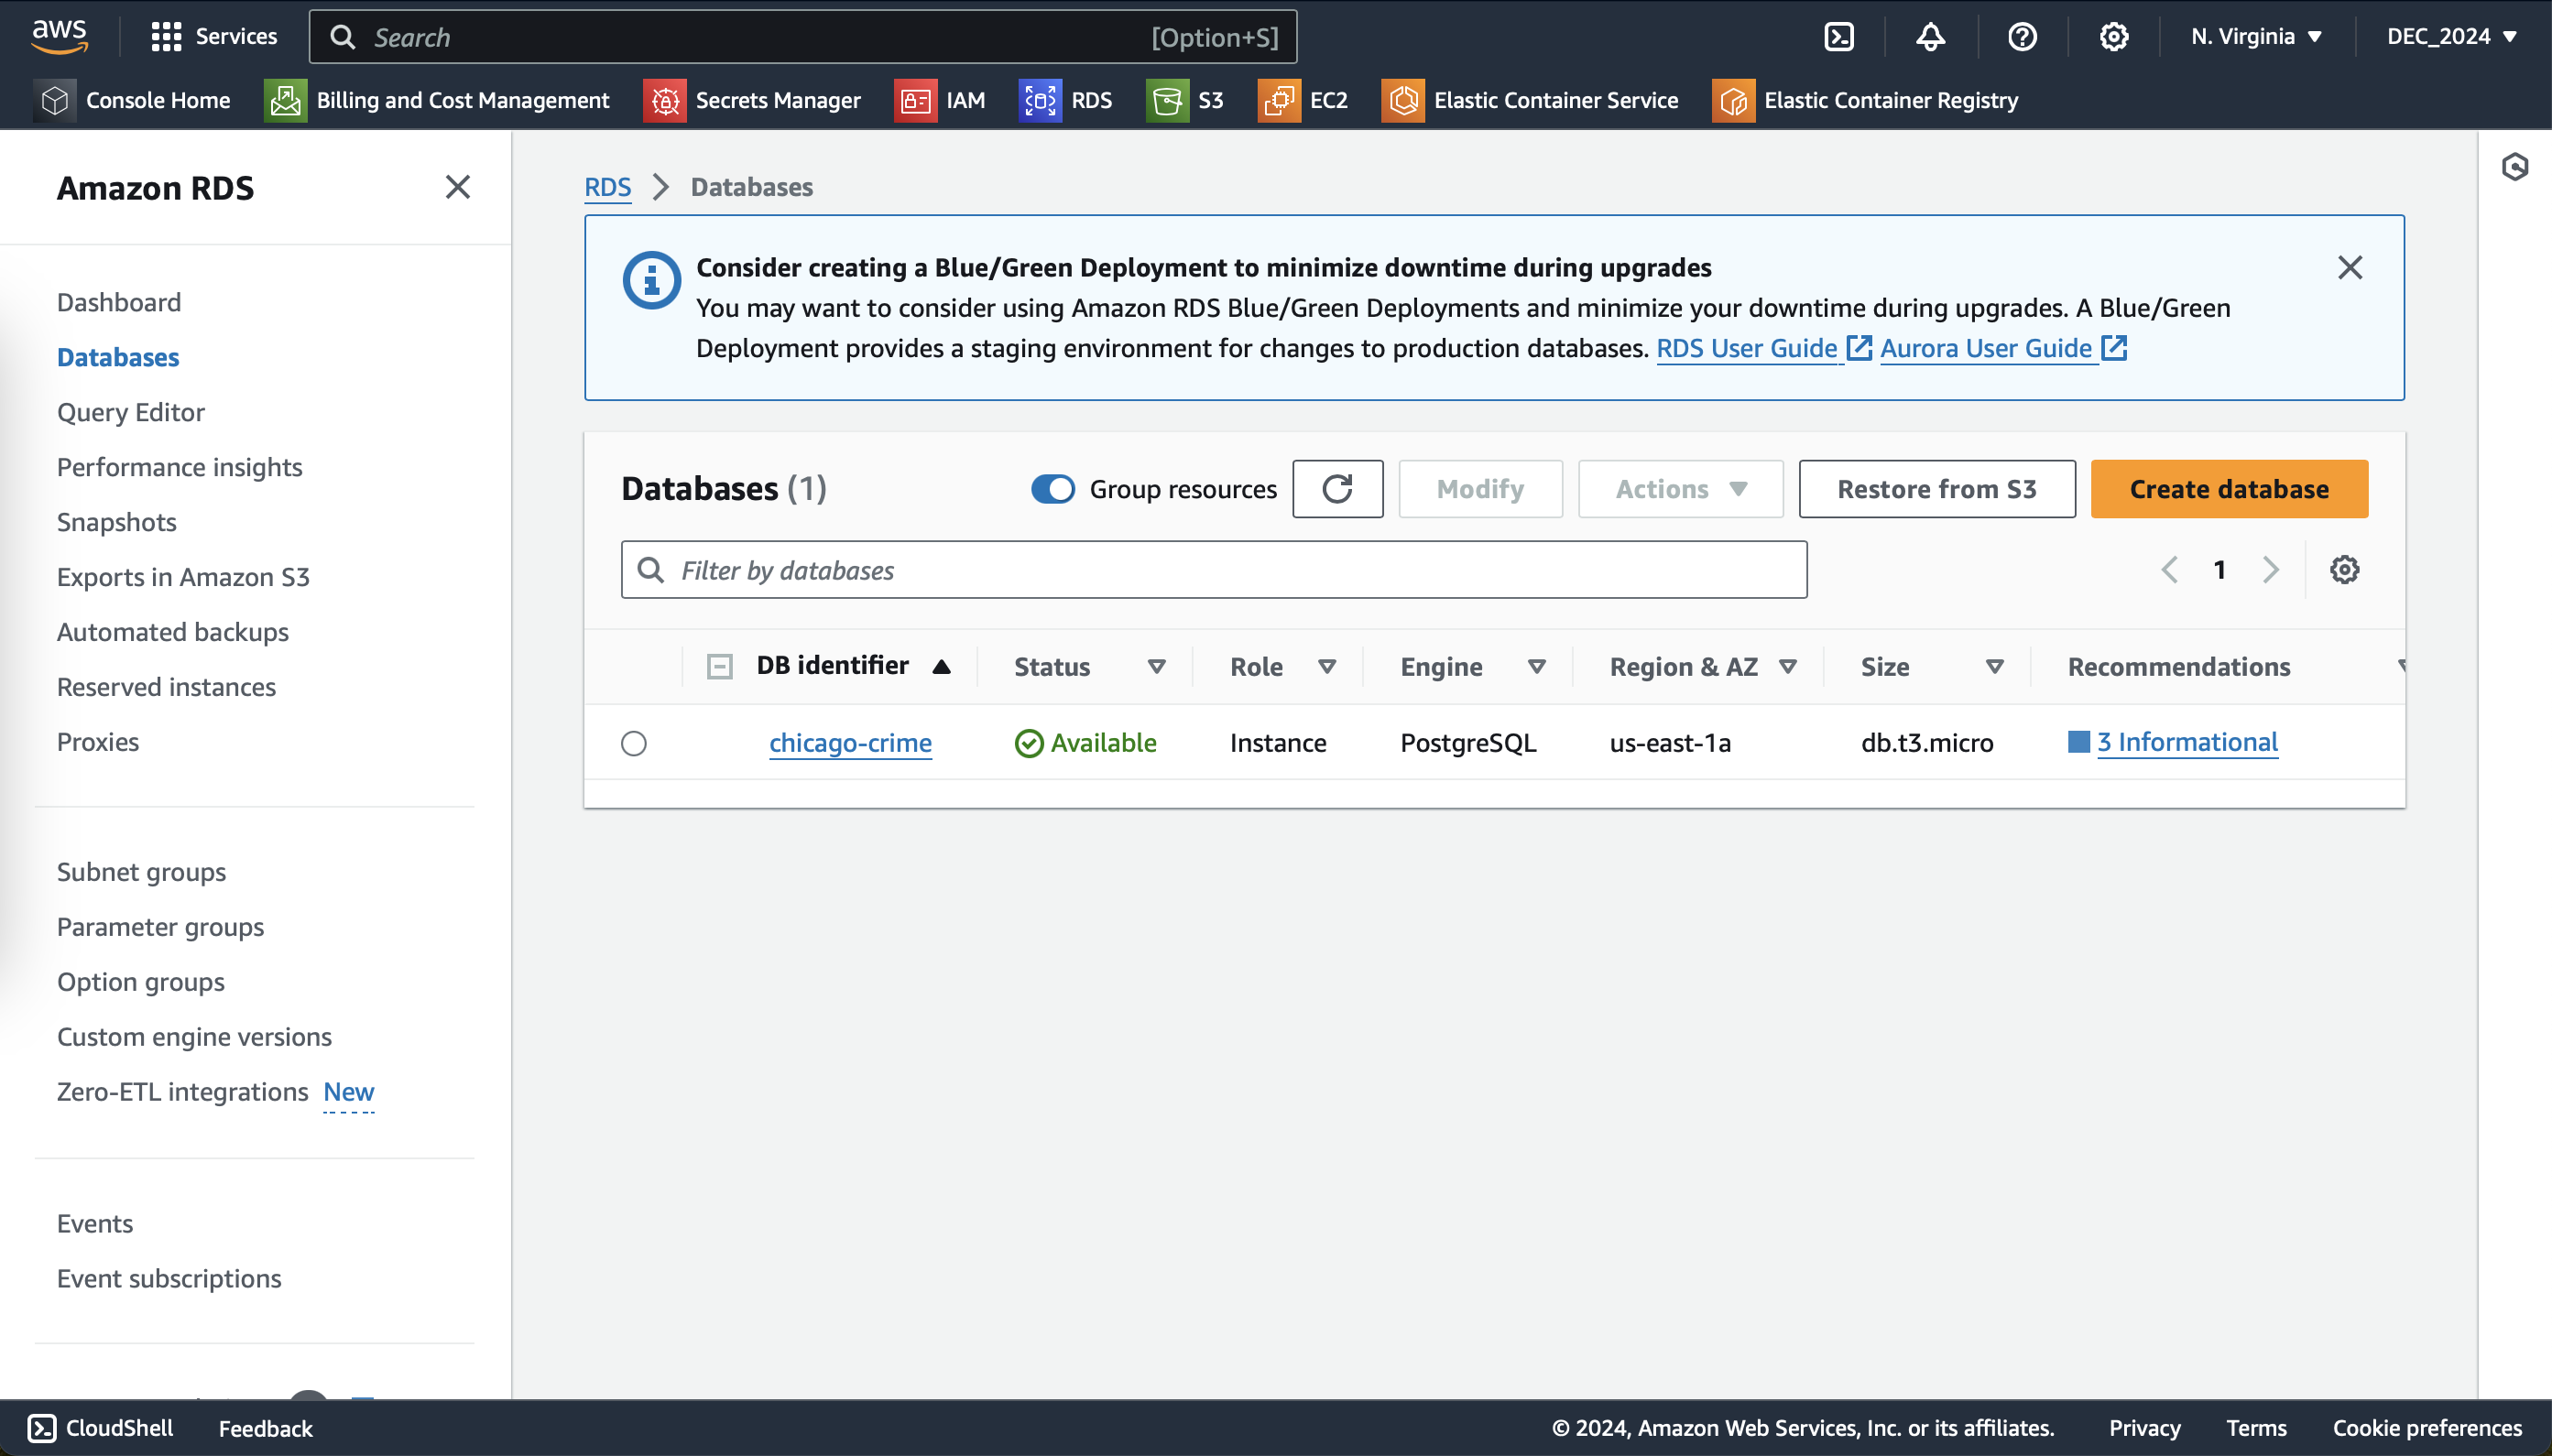 aws
Services
Search
[Option+S]
N. Virginia
DEC_2024
Console Home
Billing and Cost Management
Secrets Manager
IAM
RDS
S3
EC2
Elastic Container Service
Elastic Container Registry
Amazon RDS
Dashboard
Databases
Query Editor
Performance insights
Snapshots
Exports in Amazon S3
Automated backups
Reserved instances
Proxies
Subnet groups
Parameter groups
Option groups
Custom engine versions
Zero-ETL integrations New
Events
Event subscriptions
RDS > Databases
Consider creating a Blue/Green Deployment to minimize downtime during upgrades
You may want to consider using Amazon RDS Blue/Green Deployments and minimize your downtime during upgrades. A Blue/Green
Deployment provides a staging environment for changes to production databases. RDS User Guide Aurora User Guide
Databases (1)
Group resources
Modify
Actions
Restore from S3
Create database
Filter by databases
1
DB identifier
Status
Role
Engine
Region & AZ
Size
Recommendations
chicago-crime
Available
Instance
PostgreSQL
us-east-1a
db.t3.micro
3 Informational
CloudShell
Feedback
© 2024, Amazon Web Services, Inc. or its affiliates.
Privacy
Terms
Cookie preferences